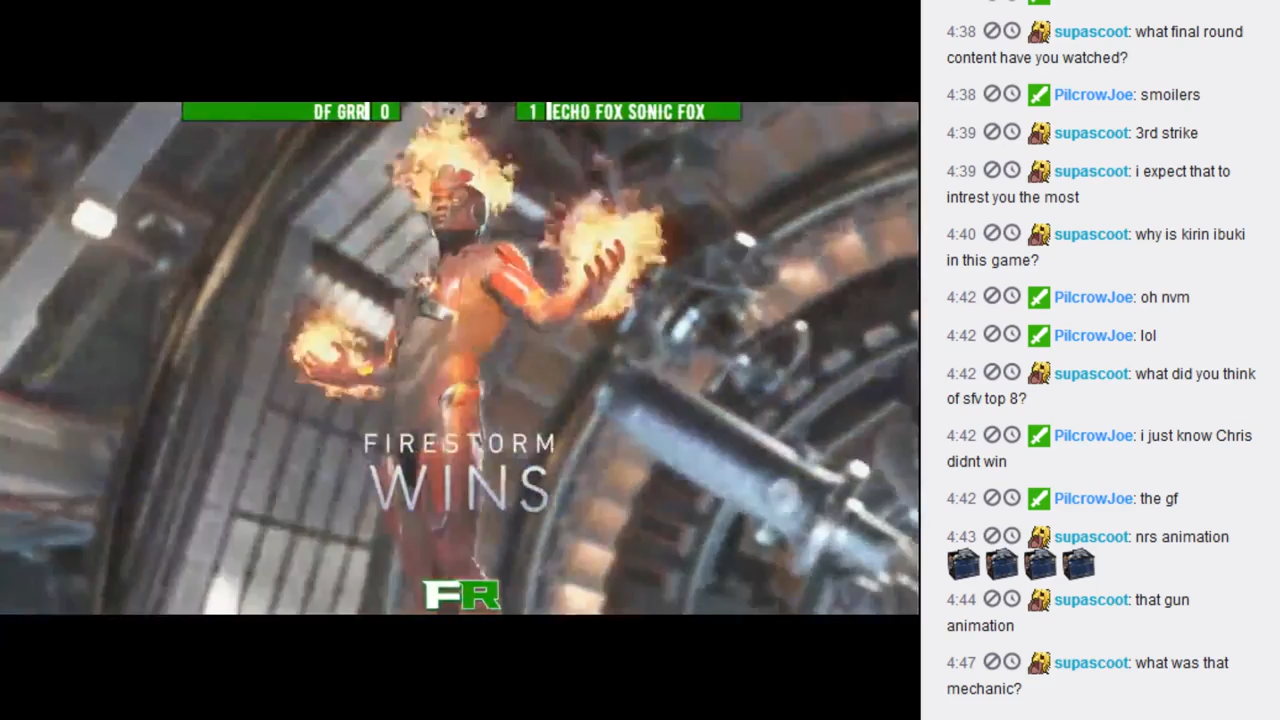 DF GRR 0
1 ECHO FOX SONIC FOX
FIRESTORM
WINS
FR
4:38 supascoot: what final round
content have you watched?
4:38 PilcrowJoe: smoilers
4:39 supascoot: 3rd strike
4:39 supascoot: i expect that to
intrest you the most
4:40 supascoot: why is kirin ibuki
in this game?
4:42 PilcrowJoe: oh nvm
4:42 PilcrowJoe: lol
4:42 supascoot: what did you think
of sfv top 8?
4:42 PilcrowJoe: i just know Chris
didnt win
4:42 PilcrowJoe: the gf
4:43 supascoot: nrs animation
4:44 supascoot: that gun
animation
4:47 supascoot: what was that
mechanic?